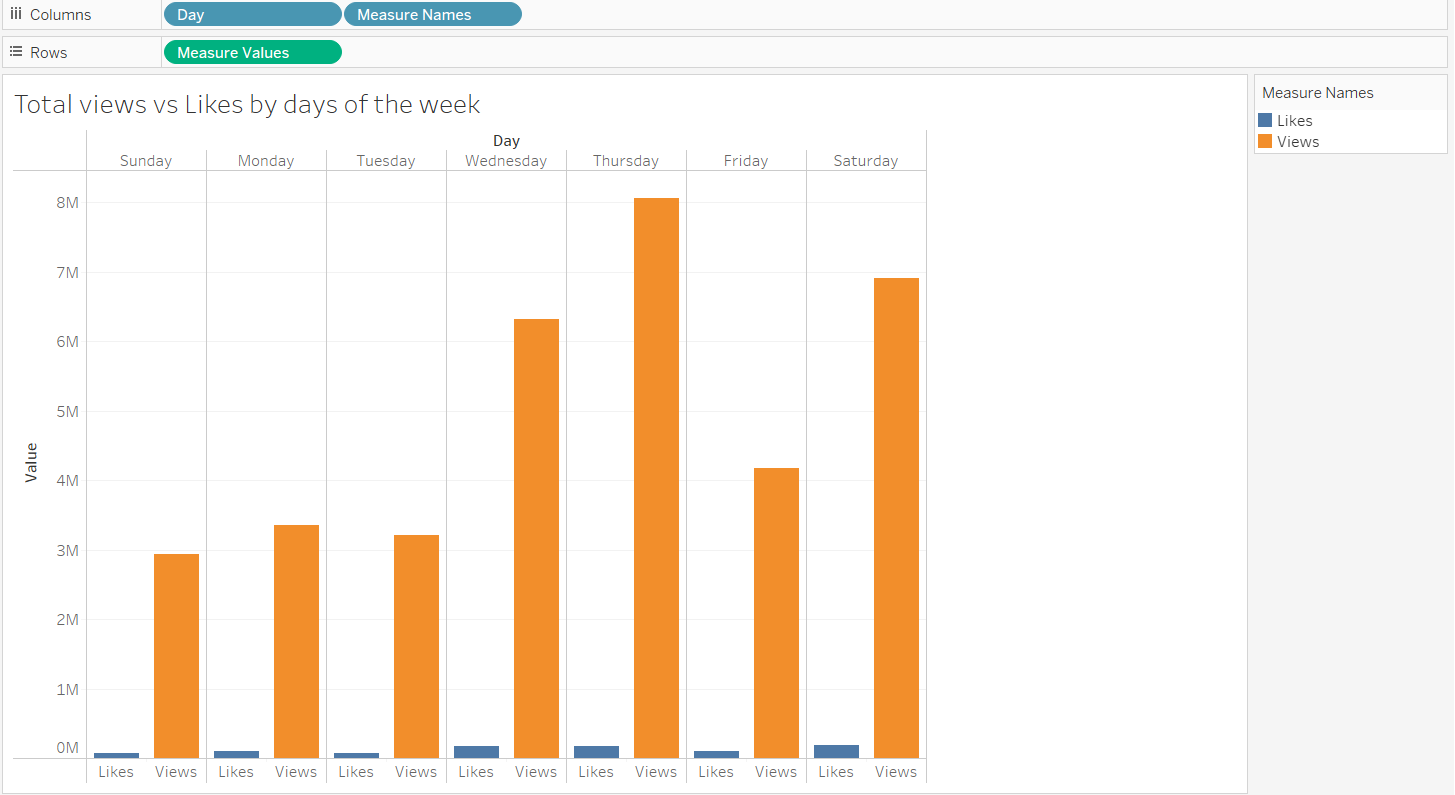 Columns Day Measure Names
Rows Measure Values
Total views vs Likes by days of the week
Day
Sunday Monday Tuesday Wednesday Thursday Friday Saturday
8M
7M
6M
5M
4M
3M
2M
1M
0M
Value
Likes Views Likes Views Likes Views Likes Views Likes Views Likes Views Likes Views
Measure Names
Likes
Views